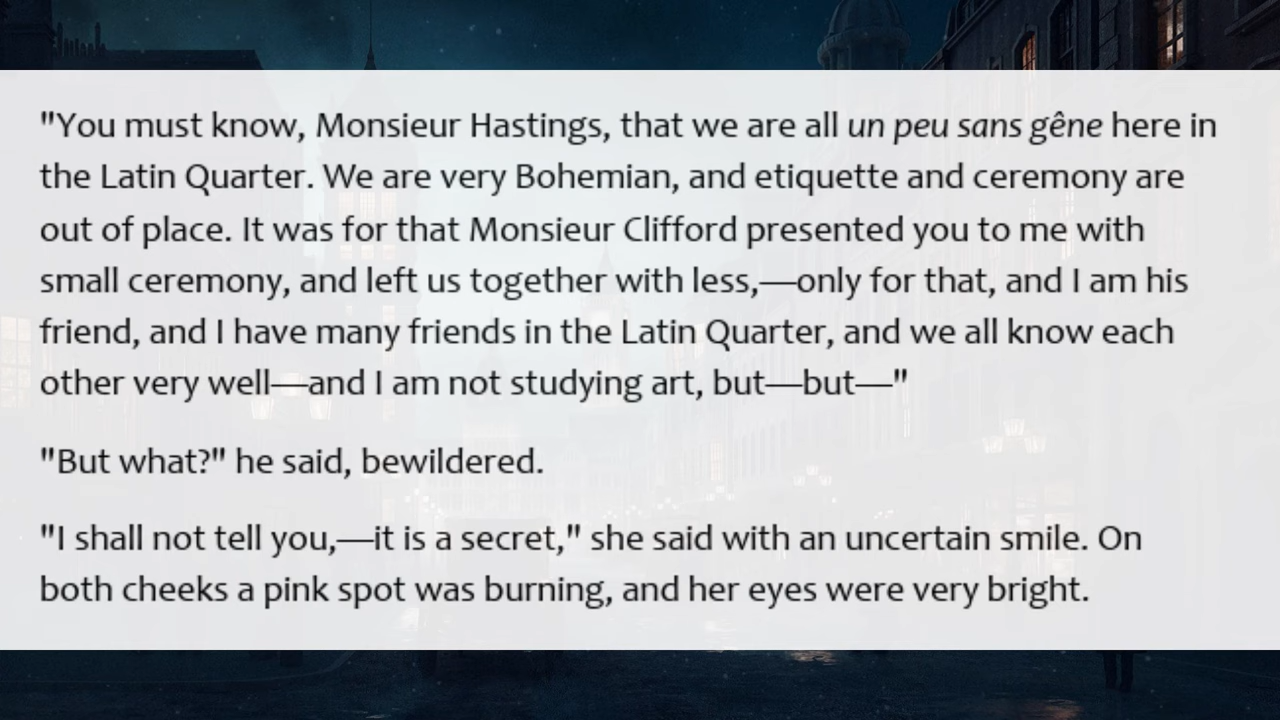 "You must know, Monsieur Hastings, that we are all un peu sans gêne here in
the Latin Quarter. We are very Bohemian, and etiquette and ceremony are
out of place. It was for that Monsieur Clifford presented you to me with
small ceremony, and left us together with less,—only for that, and I am his
friend, and I have many friends in the Latin Quarter, and we all know each
other very well—and I am not studying art, but—but—"
"But what?" he said, bewildered.
"I shall not tell you,—it is a secret," she said with an uncertain smile. On
both cheeks a pink spot was burning, and her eyes were very bright.